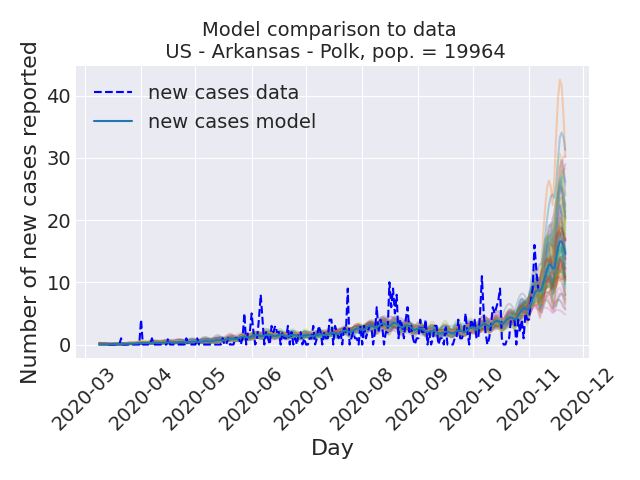 Model comparison to data
US - Arkansas - Polk, pop. = 19964
Number of new cases reported
40
30
20
10
0
new cases data
new cases model
2020-03
2020-04
2020-05
2020-06
2020-07
2020-08
2020-09
2020-10
2020-11
2020-12
Day